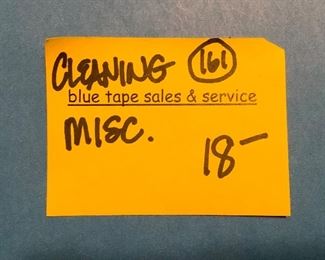 CLEANING 161
blue tape sales & service
MISC.
18-